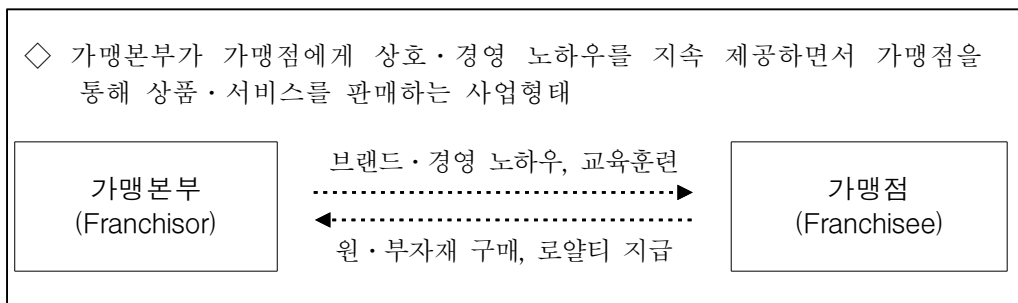 ◇ 가맹본부가 가맹점에게 상호·경영 노하우를 지속 제공하면서 가맹점을
통해 상품·서비스를 판매하는 사업형태
브랜드·경영 노하우, 교육훈련
가맹본부
(Franchisor)
가맹점
(Franchisee)
원·부자재 구매, 로얄티 지급